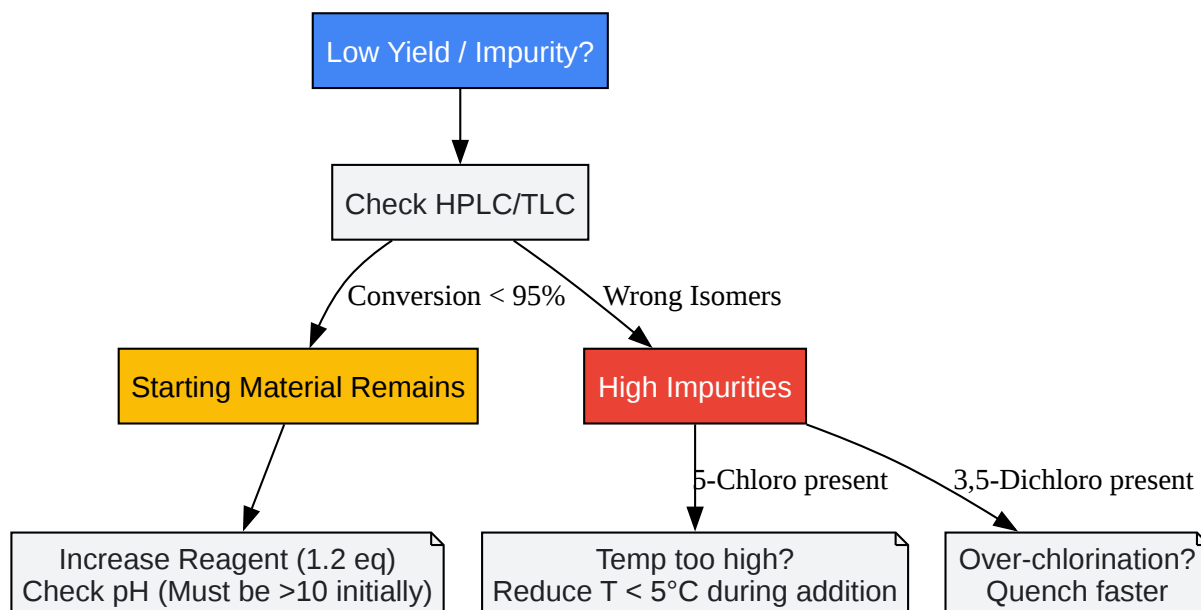 Low Yield / Impurity?
Check HPLC/TLC
Conversion < 95%
Wrong Isomers
Starting Material Remains
High Impurities
5-Chloro present
3,5-Dichloro present
Increase Reagent (1.2 eq)
Check pH (Must be >10 initially)
Temp too high?
Reduce T < 5°C during addition
Over-chlorination?
Quench faster